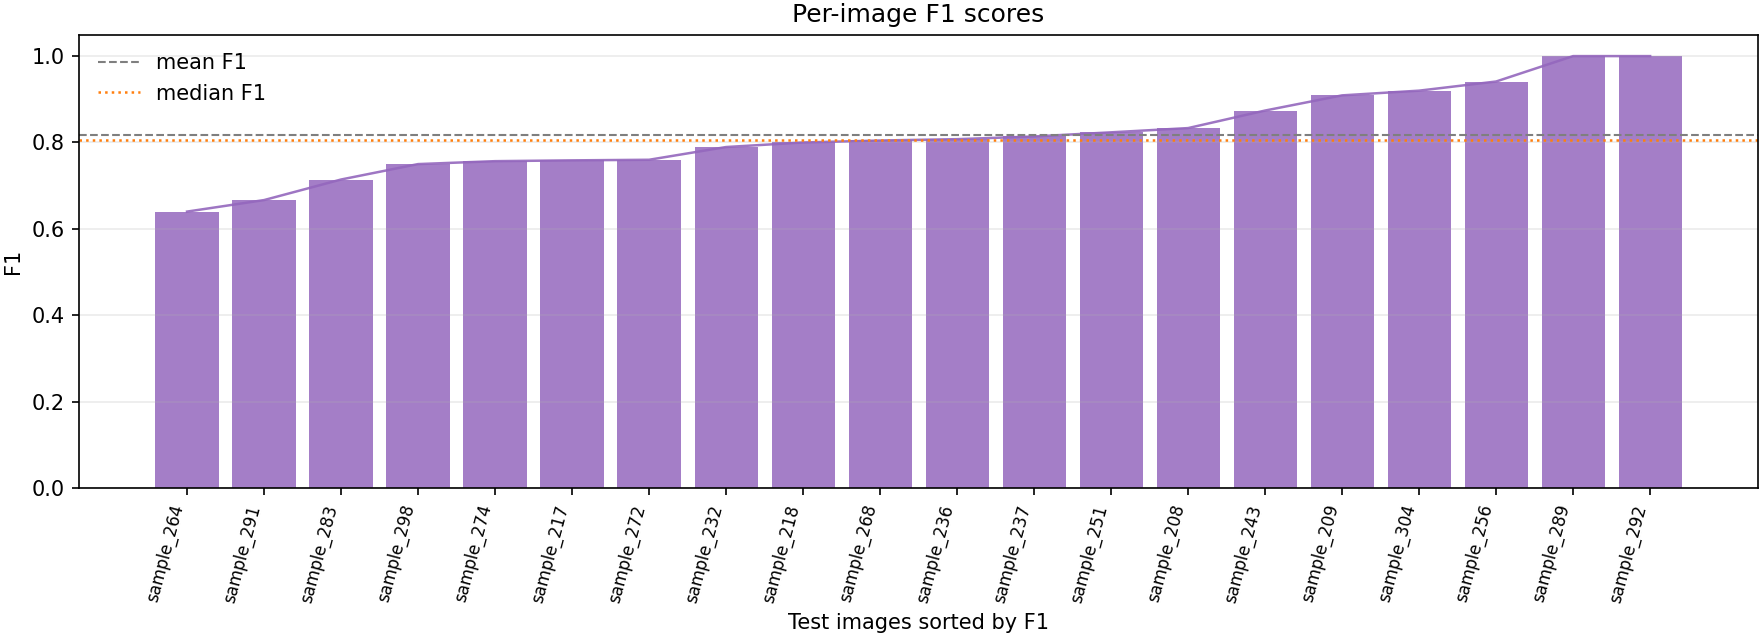 Per-image F1 scores
mean F1
median F1
F1
1.0
0.8
0.6
0.4
0.2
0.0
sample_264
sample_291
sample_283
sample_298
sample_274
sample_217
sample_272
sample_232
sample_218
sample_268
sample_236
sample_237
sample_251
sample_208
sample_243
sample_209
sample_304
sample_256
sample_289
sample_292
Test images sorted by F1